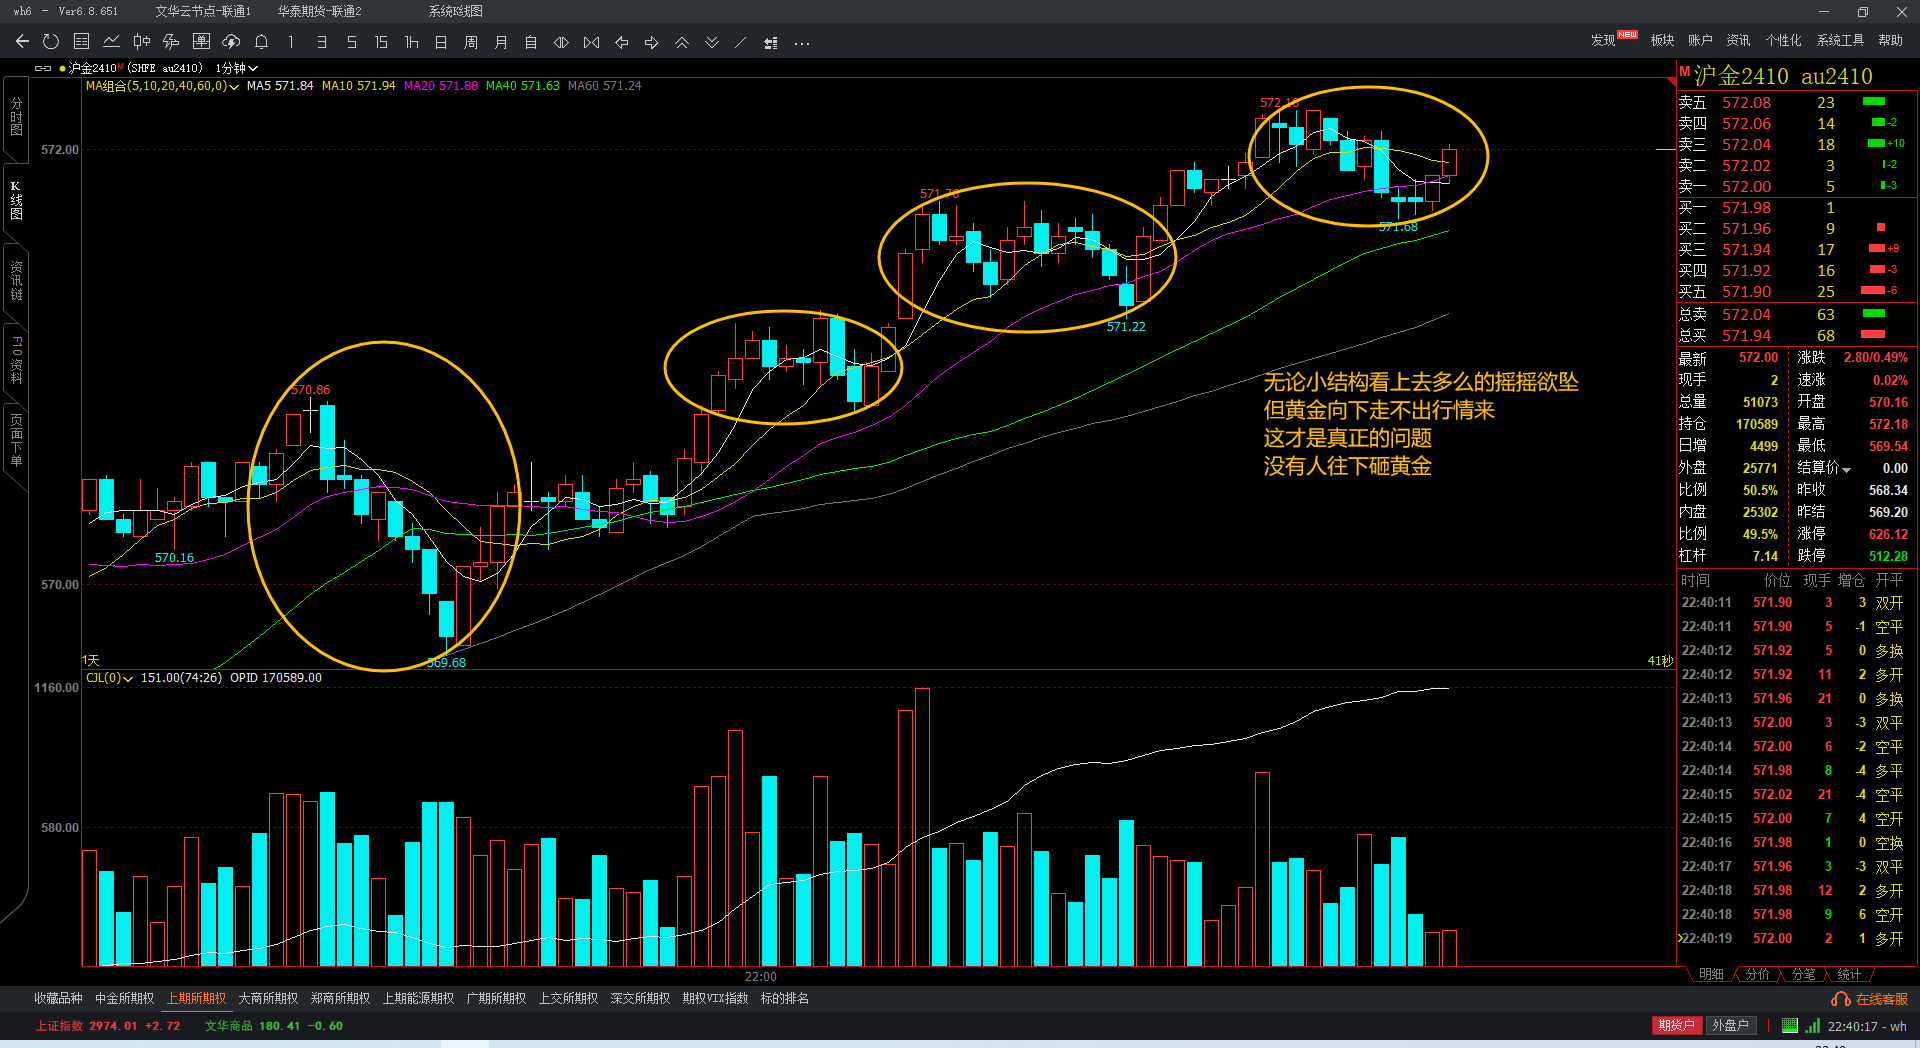 wh6 - Ver6.8.651 文华云节点-联通1 华泰期货-联通2 系统K线图
1 3 5 15 1h 日 周 月 自 ...
发现 NEW 板块 账户 资讯 个性化 系统工具 帮助
沪金2410M(SHFE au2410) 1分钟
MA组合(5,10,20,40,60,0) MA5 571.84 MA10 571.94 MA20 571.88 MA40 571.63 MA60 571.24
分时图
K线图
资讯链
F10资料
页面下单
572.00
570.00
570.16
570.86
569.68
571.70
571.22
572.18
571.68
无论小结构看上去多么的摇摇欲坠
但黄金向下走不出行情来
这才是真正的问题
没有人往下砸黄金
1天
41秒
CJL(0) 151.00(74:26) OPID 170589.00
1160.00
580.00
22:00
M 沪金2410 au2410
卖五 572.08 23
卖四 572.06 14 -2
卖三 572.04 18 +10
卖二 572.02 3 -2
卖一 572.00 5 -3
买一 571.98 1
买二 571.96 9
买三 571.94 17 +9
买四 571.92 16 -3
买五 571.90 25 -6
总卖 572.04 63
总买 571.94 68
最新 572.00 涨跌 2.80/0.49%
现手 2 速涨 0.02%
总量 51073 开盘 570.16
持仓 170589 最高 572.18
日增 4499 最低 569.54
外盘 25771 结算价 0.00
比例 50.5% 昨收 568.34
内盘 25302 昨结 569.20
比例 49.5% 涨停 626.12
杠杆 7.14 跌停 512.28
时间 价位 现手 增仓 开平
22:40:11 571.90 3 3 双开
22:40:11 571.90 5 -1 空平
22:40:12 571.92 5 0 多换
22:40:12 571.92 11 2 多开
22:40:13 571.96 21 0 多换
22:40:13 572.00 3 -3 双平
22:40:14 572.00 6 -2 空平
22:40:14 571.98 8 -4 多平
22:40:15 572.02 21 -4 空平
22:40:15 572.00 7 4 空开
22:40:16 571.98 1 0 空换
22:40:17 571.96 3 -3 双平
22:40:18 571.98 12 2 多开
22:40:18 571.98 9 6 空开
22:40:19 572.00 2 1 多开
明细 分价 分笔 统计
收藏品种 中金所期权 上期所期权 大商所期权 郑商所期权 上期能源期权 广期所期权 上交所期权 深交所期权 期权VIX指数 标的排名
在线客服
上证指数 2974.01 +2.72 文华商品 180.41 -0.60
期货户 外盘户 22:40:17 - wh